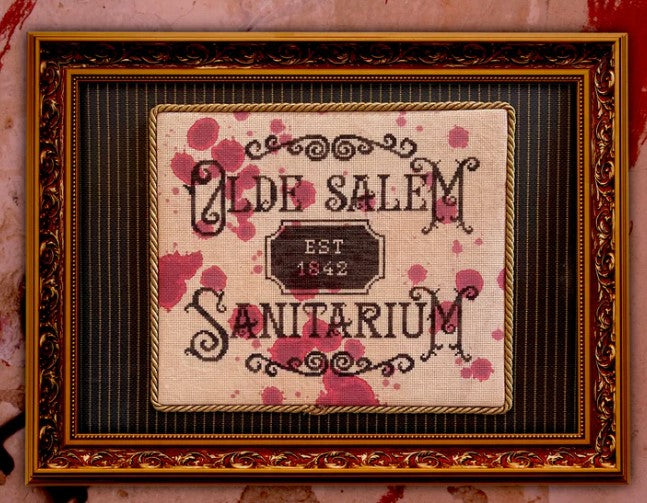 OLDE SALEM
EST
1842
SANITARIUM